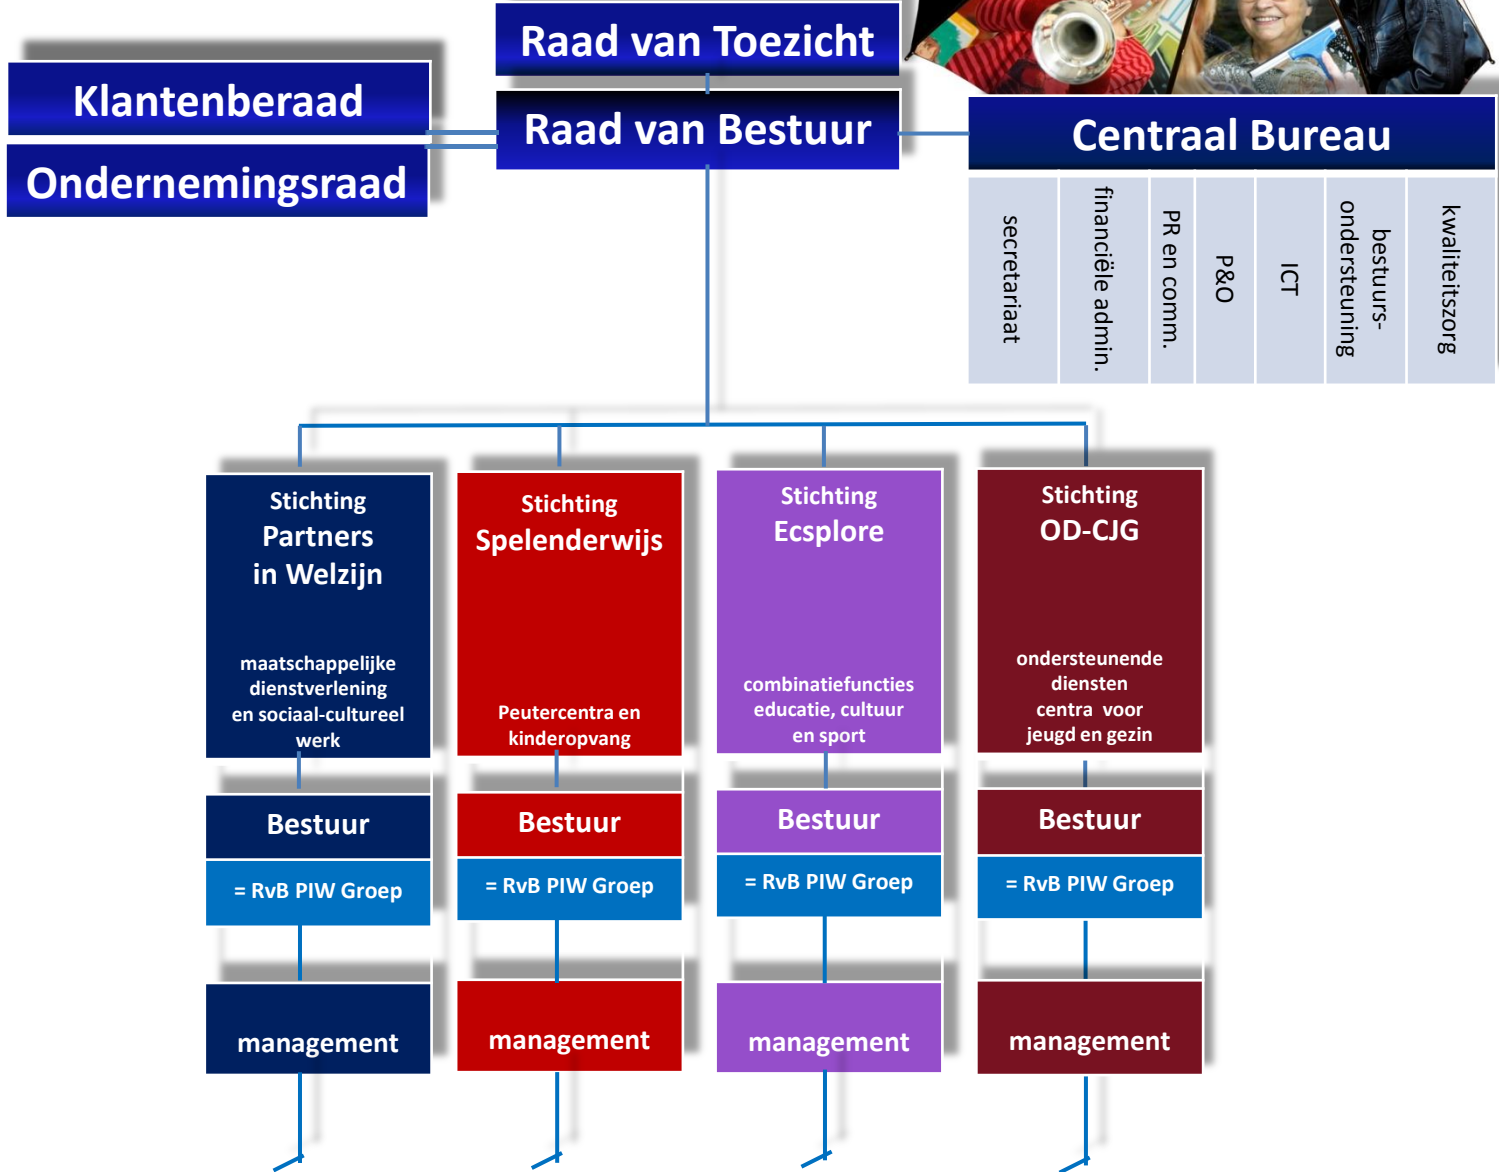 Raad van Toezicht
Klantenberaad
Raad van Bestuur
Ondernemingsraad
Centraal Bureau
secretariaat
financiële admin.
PR en comm.
P&O
ICT
bestuurs-
ondersteuning
kwaliteitszorg
Stichting
Partners
in Welzijn
maatschappelijke
dienstverlening
en sociaal-cultureel
werk
Bestuur
= RvB PIW Groep
management
Stichting
Spelenderwijs
Peutercentra en
kinderopvang
Bestuur
= RvB PIW Groep
management
Stichting
Ecsplore
combinatiefuncties
educatie, cultuur
en sport
Bestuur
= RvB PIW Groep
management
Stichting
OD-CJG
ondersteunende
diensten
centra voor
jeugd en gezin
Bestuur
= RvB PIW Groep
management